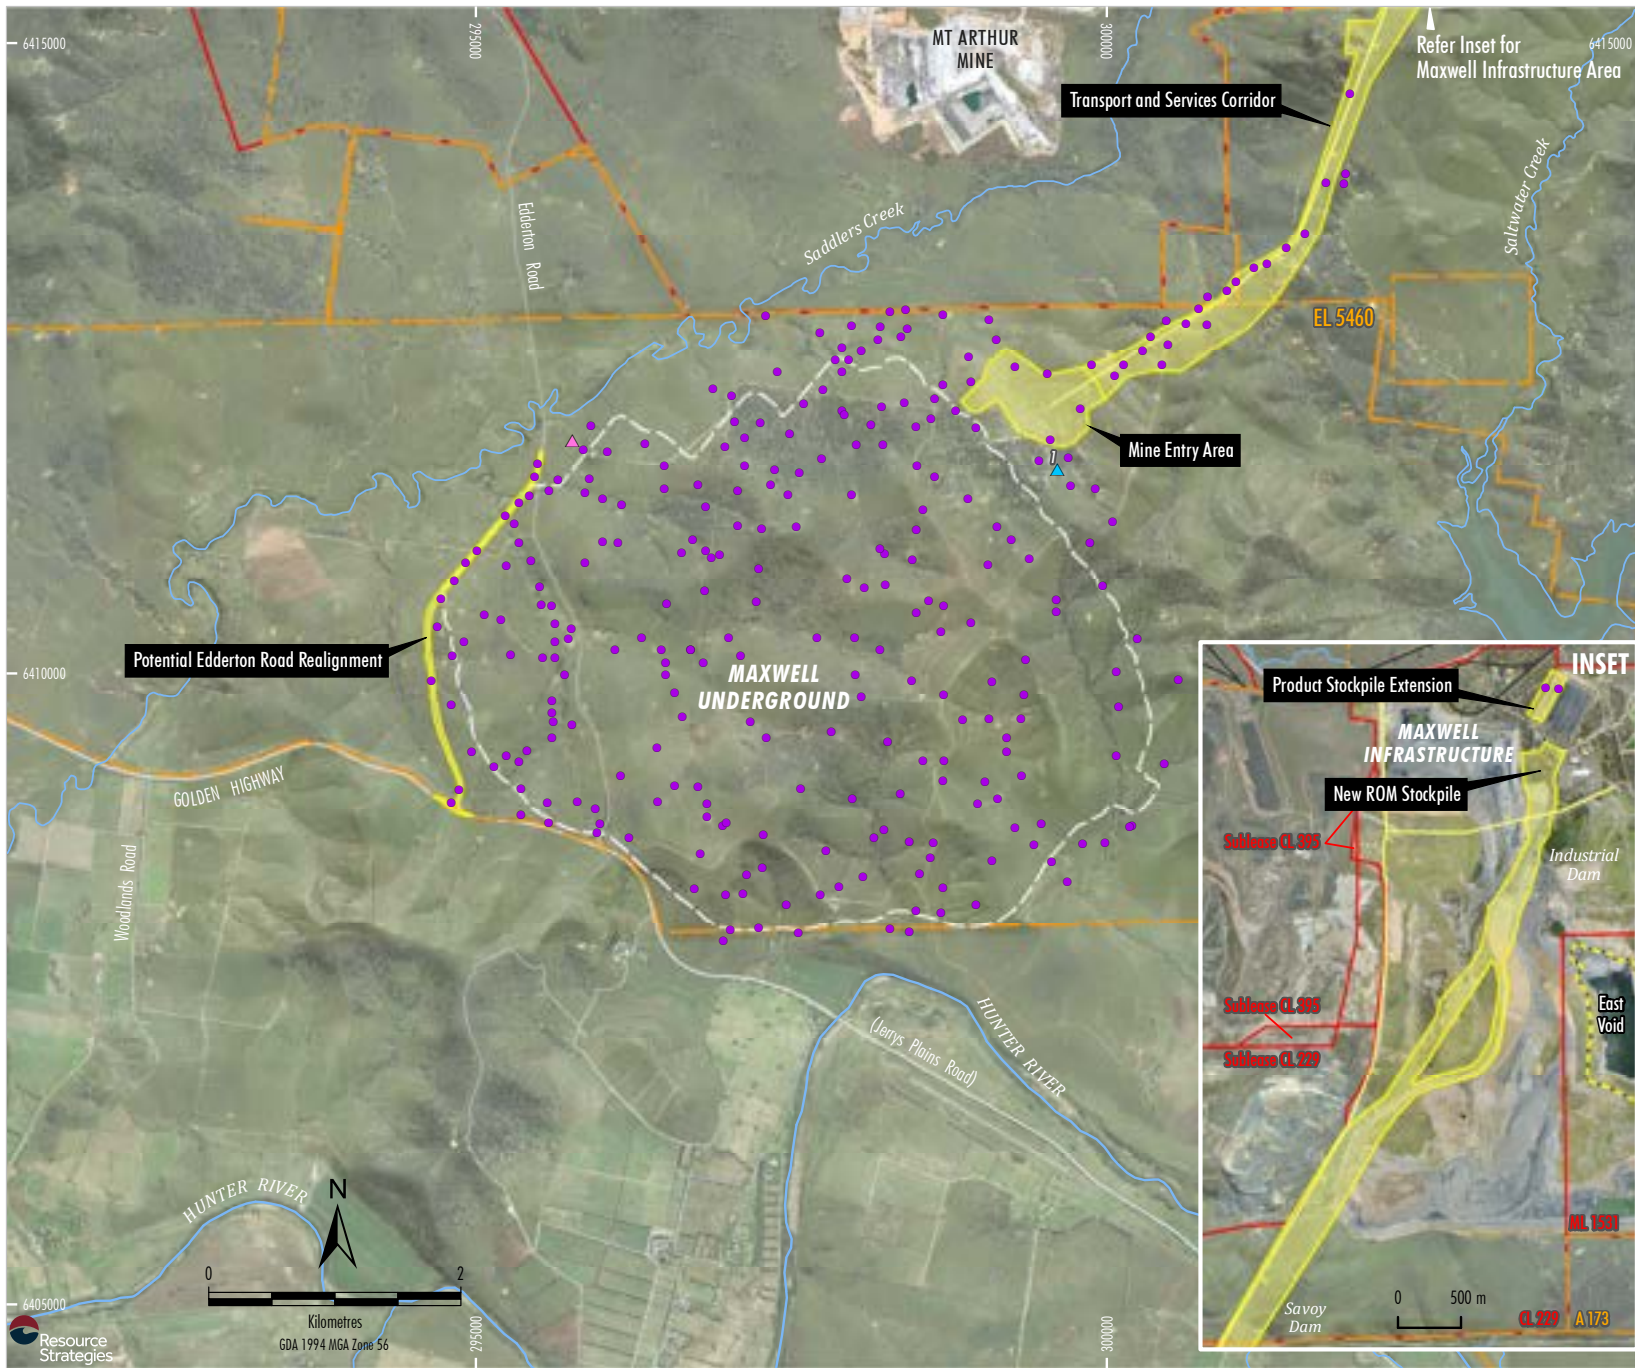 295000
300000
6415000
MT ARTHUR
MINE
Refer Inset for
Maxwell Infrastructure Area
6415000
Transport and Services Corridor
Saltwater Creek
Edderton Road
Saddlers Creek
EL 5460
Mine Entry Area
1
Potential Edderton Road Realignment
6410000
MAXWELL
UNDERGROUND
INSET
Product Stockpile Extension
MAXWELL
INFRASTRUCTURE
New ROM Stockpile
GOLDEN HIGHWAY
Sublease CL 395
Industrial
Dam
Woodlands Road
East
Void
Sublease CL 395
Sublease CL 229
HUNTER RIVER
(Jerrys Plains Road)
HUNTER RIVER
N
ML 1531
0 2
Kilometres
GDA 1994 MGA Zone 56
6405000
Resource
Strategies
295000
300000
Savoy
Dam
0 500 m
CL 229
A 173